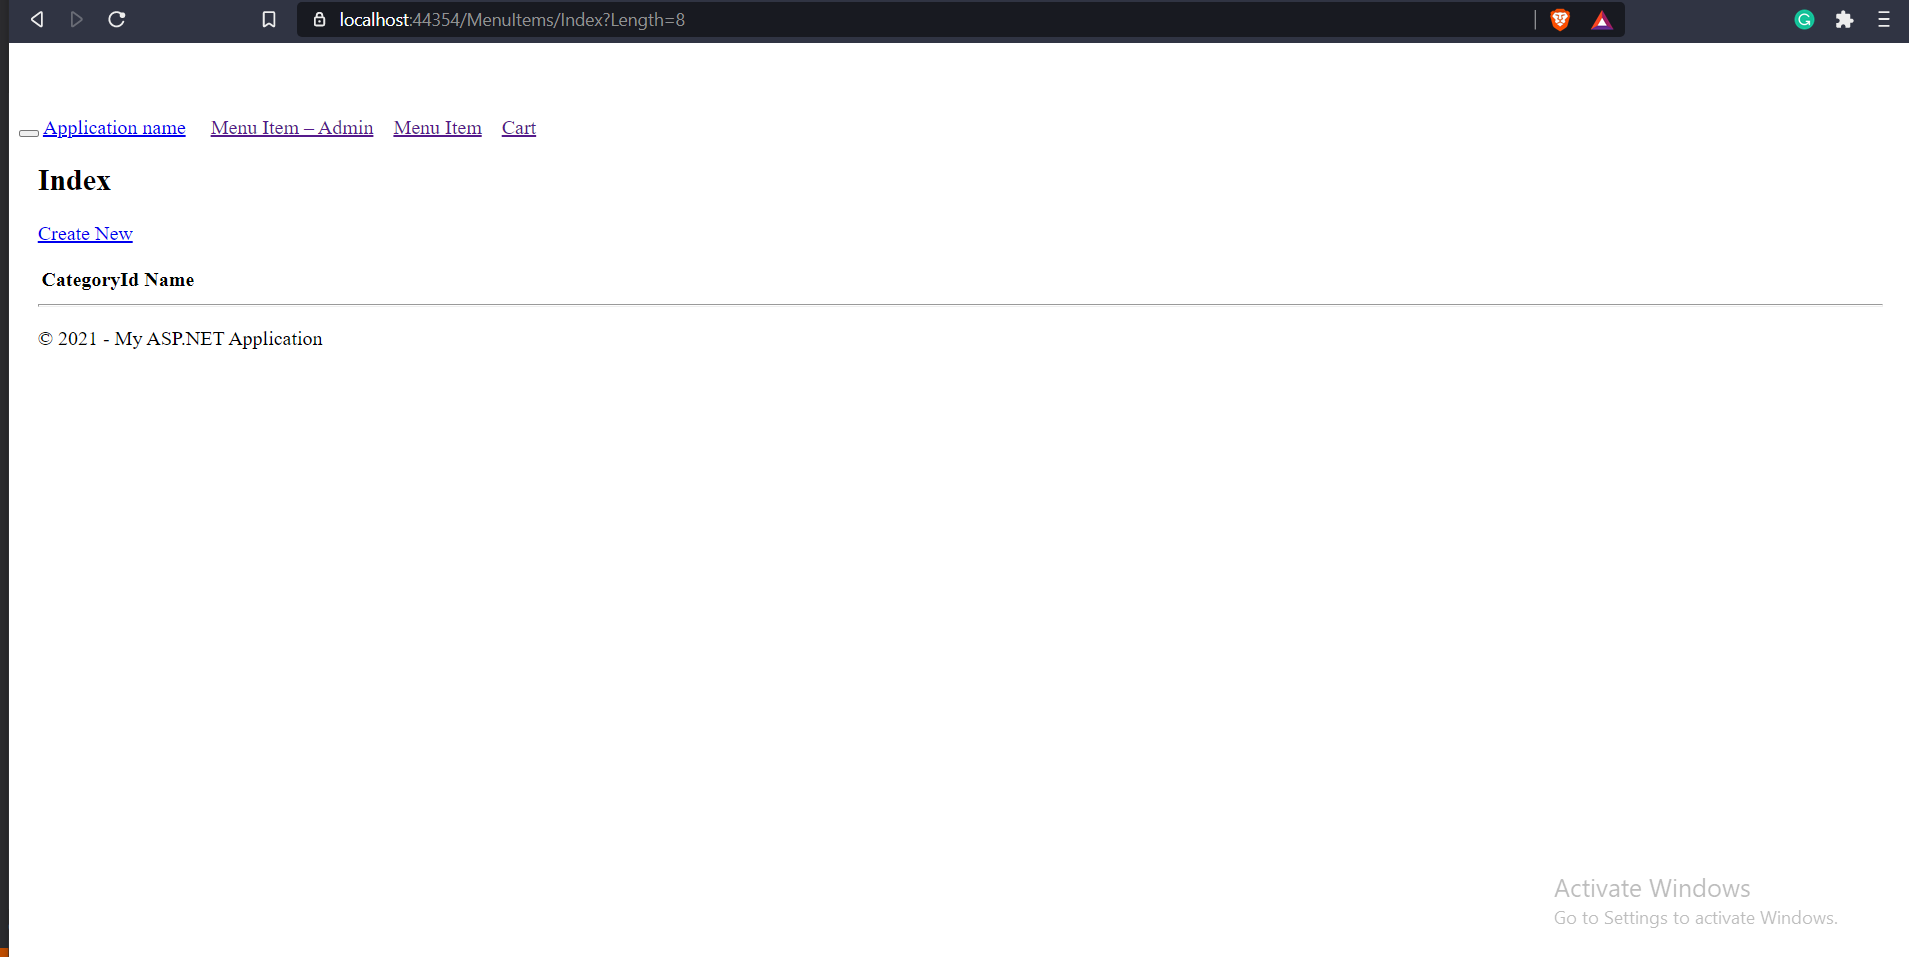 localhost:44354/MenuItems/Index?Length=8
Application name Menu Item – Admin Menu Item Cart
Index
Create New
CategoryId Name
© 2021 - My ASP.NET Application
Activate Windows
Go to Settings to activate Windows.